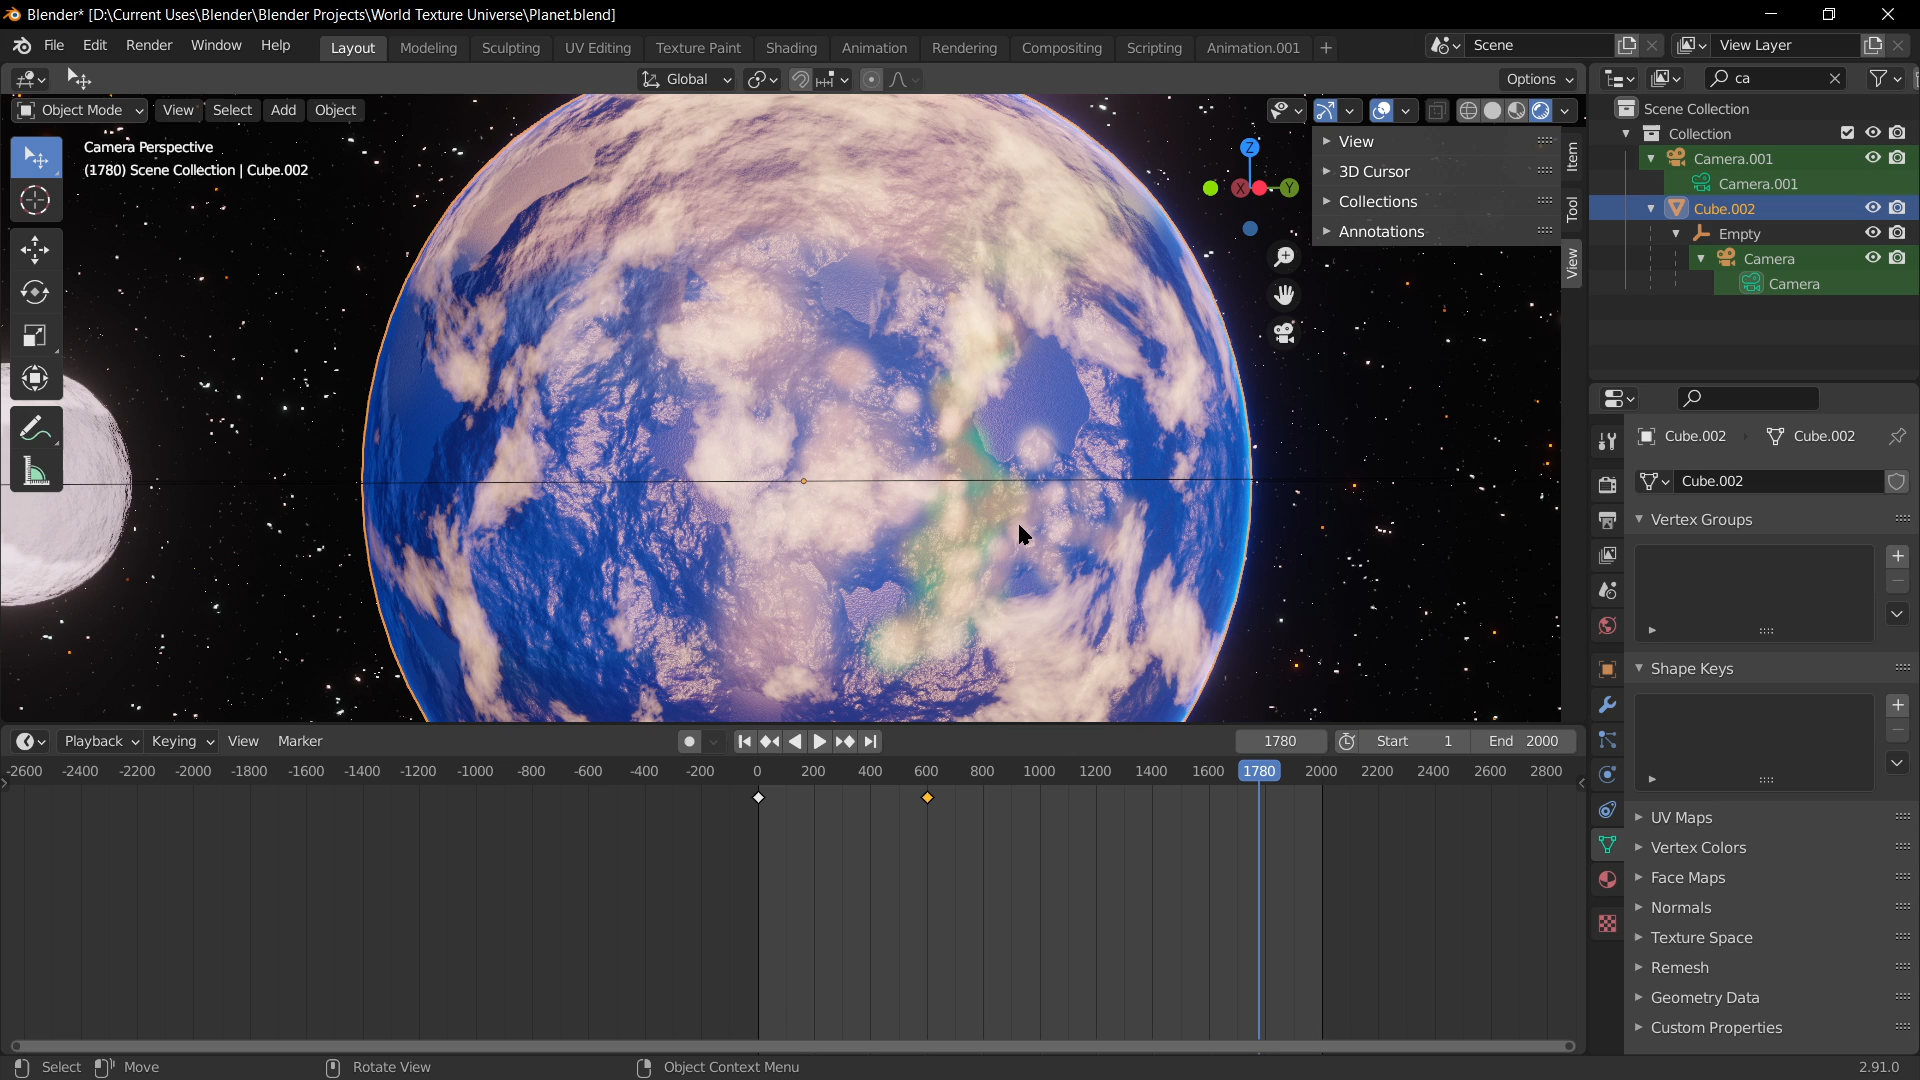 Blender* [D:\Current Uses\Blender\Blender Projects\World Texture Universe\Planet.blend]
File Edit Render Window Help Layout Modeling Sculpting UV Editing Texture Paint Shading Animation Rendering Compositing Scripting Animation.001 + Scene View Layer
Global Options ca
Object Mode View Select Add Object
Camera Perspective
(1780) Scene Collection | Cube.002
Z
X
Y
View
3D Cursor
Collections
Annotations
Item
Tool
View
Scene Collection
Collection
Camera.001
Camera.001
Cube.002
Empty
Camera
Camera
Cube.002 Cube.002
Cube.002
Vertex Groups
Shape Keys
UV Maps
Vertex Colors
Face Maps
Normals
Texture Space
Remesh
Geometry Data
Custom Properties
Playback Keying View Marker 1780 Start 1 End 2000
-2600 -2400 -2200 -2000 -1800 -1600 -1400 -1200 -1000 -800 -600 -400 -200 0 200 400 600 800 1000 1200 1400 1600 1780 2000 2200 2400 2600 2800
Select Move Rotate View Object Context Menu 2.91.0